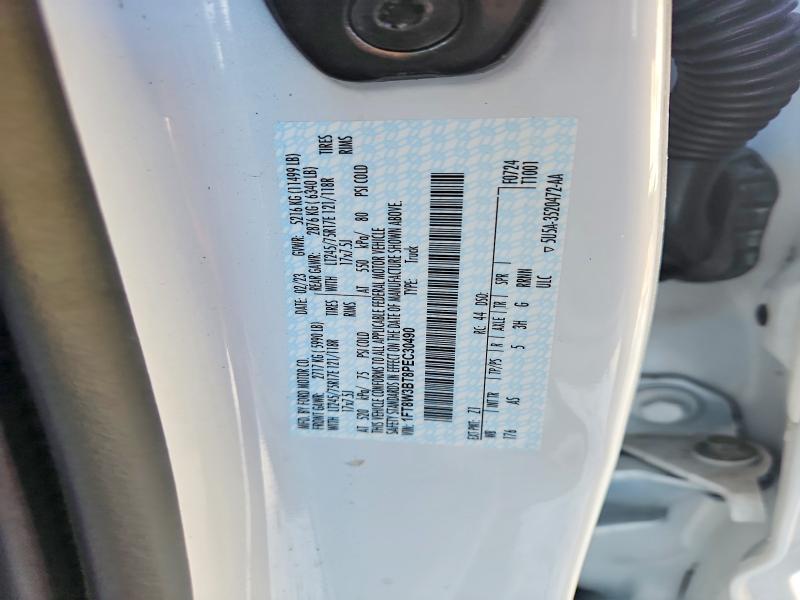 MFG. BY FORD MOTOR CO.
DATE: 02/23 GVWR: 5216 KG (11499 LB)
FRONT GAWR: 2717 KG (5990 LB) REAR GAWR: 2876 KG (6340 LB)
WITH LT245/75R17E 121/118R TIRES WITH LT245/75R17E 121/118R TIRES
17x7.5J RIMS 17x7.5J RIMS
AT kPa/ 75 PSI COLD AT 550 kPa/ 80 PSI COLD
THIS VEHICLE CONFORMS TO ALL APPLICABLE FEDERAL MOTOR VEHICLE
SAFETY STANDARDS IN EFFECT ON THE DATE OF MANUFACTURE SHOWN ABOVE.
VIN: 1FT8W3BT8PEC30490 TYPE: Truck
F0724
T1001
EXT PNT: Z1 RC: 44 DSO:
WB INT TR TP/PS R AXLE TR SPR
176 AS 5 3H G RRNN
ULC ▽ 5U5A-3520472-AA